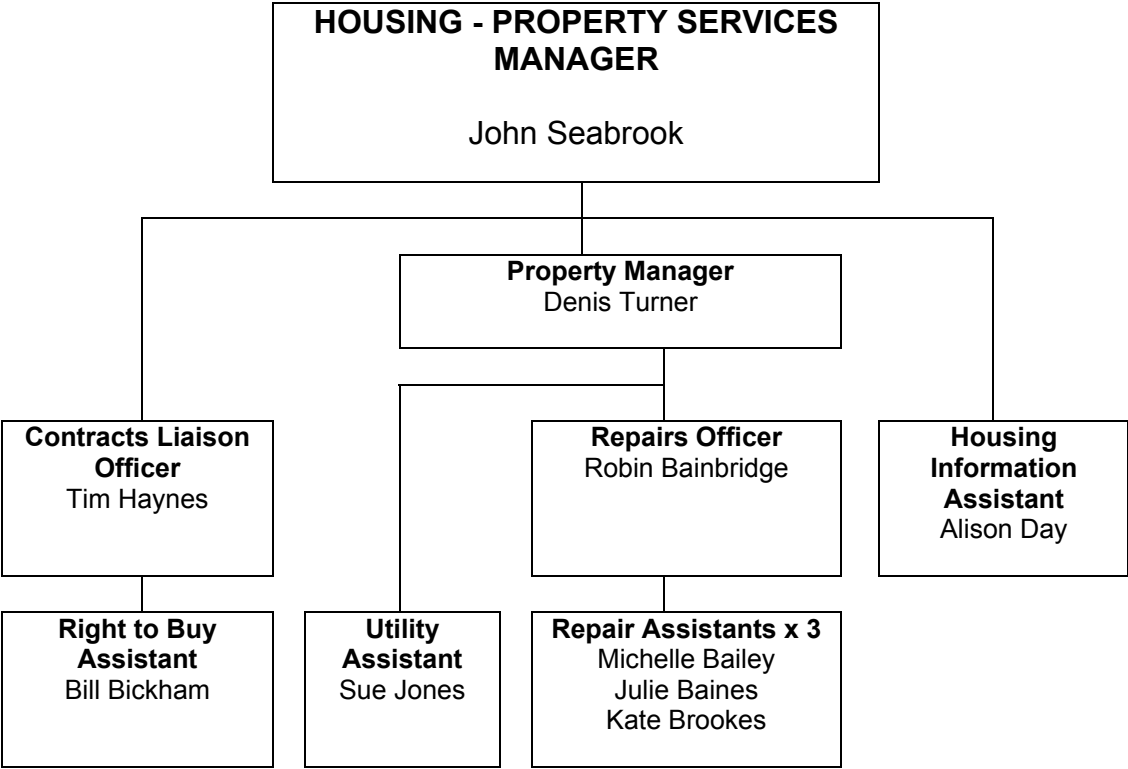 HOUSING - PROPERTY SERVICES
MANAGER
John Seabrook
Property Manager
Denis Turner
Contracts Liaison
Officer
Tim Haynes
Repairs Officer
Robin Bainbridge
Housing
Information
Assistant
Alison Day
Right to Buy
Assistant
Bill Bickham
Utility
Assistant
Sue Jones
Repair Assistants x 3
Michelle Bailey
Julie Baines
Kate Brookes